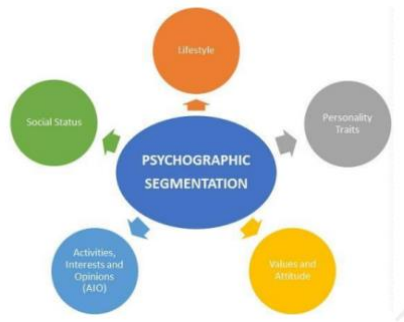 Lifestyle
Social Status
Personality
Traits
PSYCHOGRAPHIC
SEGMENTATION
Activities,
Interests and
Opinions
(AIO)
Values and
Attitude